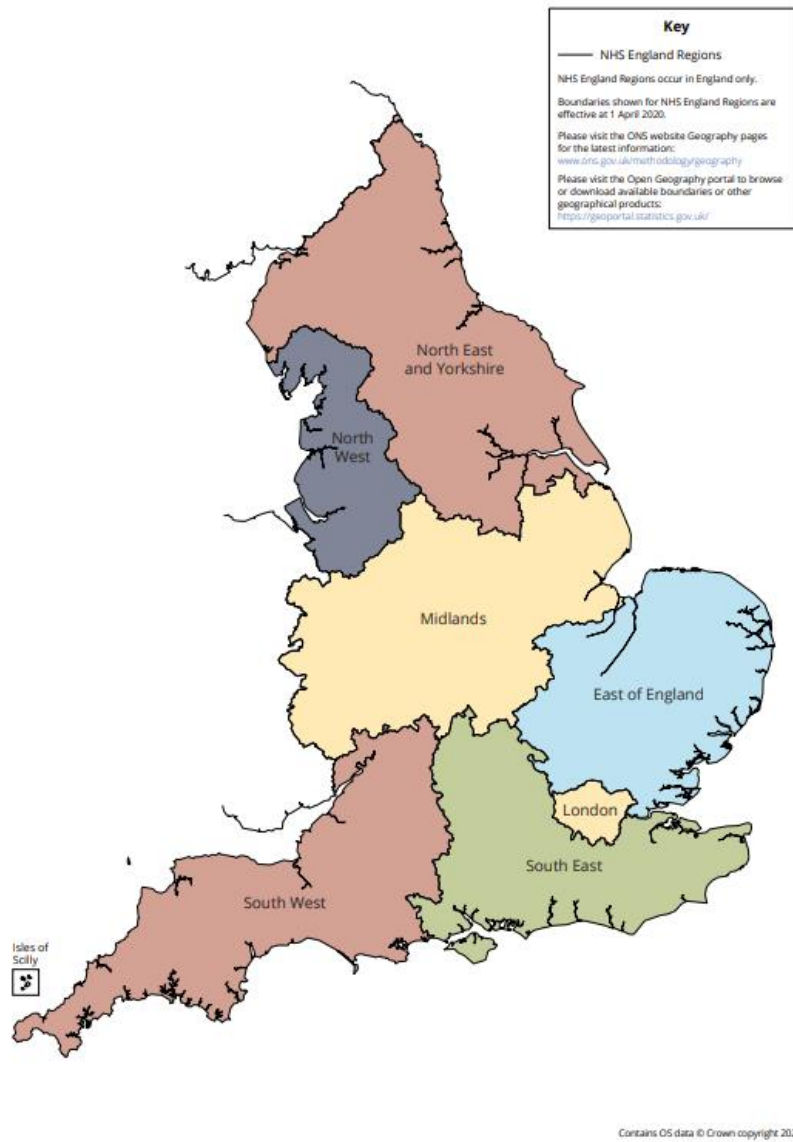 Key
NHS England Regions
NHS England Regions occur in England only.
Boundaries shown for NHS England Regions are
effective at 1 April 2020.
Please visit the ONS website Geography pages
for the latest information:
www.ons.gov.uk/methodology/geography
Please visit the Open Geography portal to browse
or download available boundaries or other
geographical products:
https://geoportal.statistics.gov.uk/
North East
and Yorkshire
North
West
Midlands
East of England
London
South East
South West
Isles of
Scilly
Contains OS data © Crown copyright